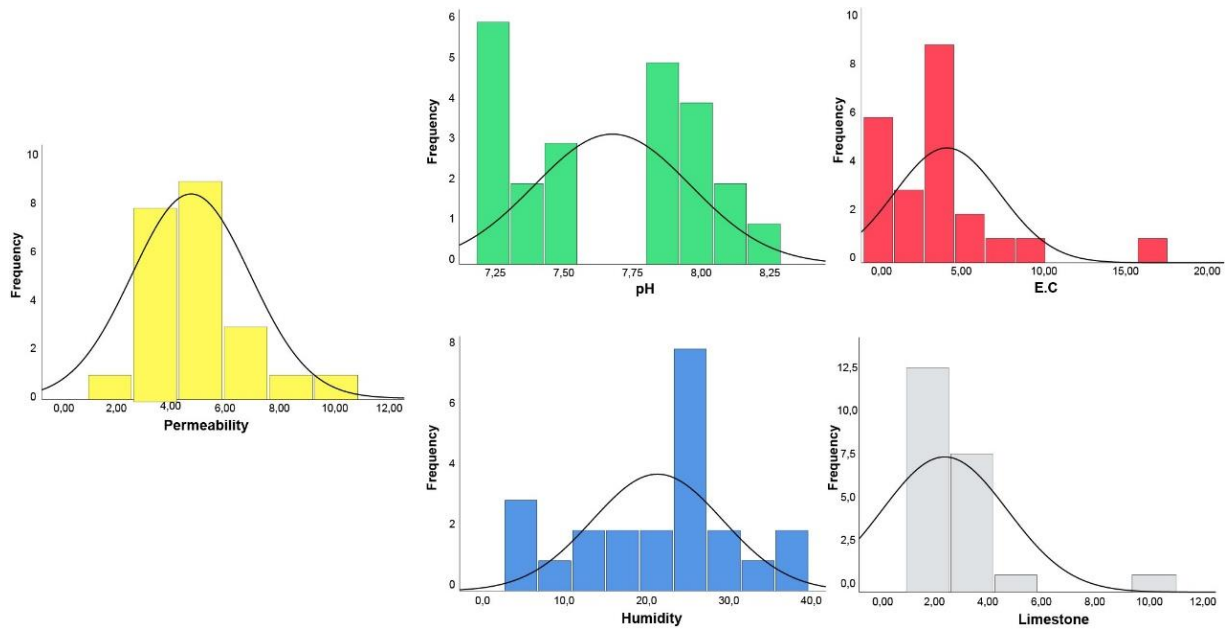 Frequency
10
8
6
4
2
0
0,00 2,00 4,00 6,00 8,00 10,00 12,00
Permeability
Frequency
6
5
4
3
2
1
0
7,25 7,50 7,75 8,00 8,25
pH
Frequency
10
8
6
4
2
0
0,00 5,00 10,00 15,00 20,00
E.C
Frequency
8
6
4
2
0
0,0 10,0 20,0 30,0 40,0
Humidity
Frequency
12,5
10,0
7,5
5,0
2,5
0,0
0,00 2,00 4,00 6,00 8,00 10,00 12,00
Limestone